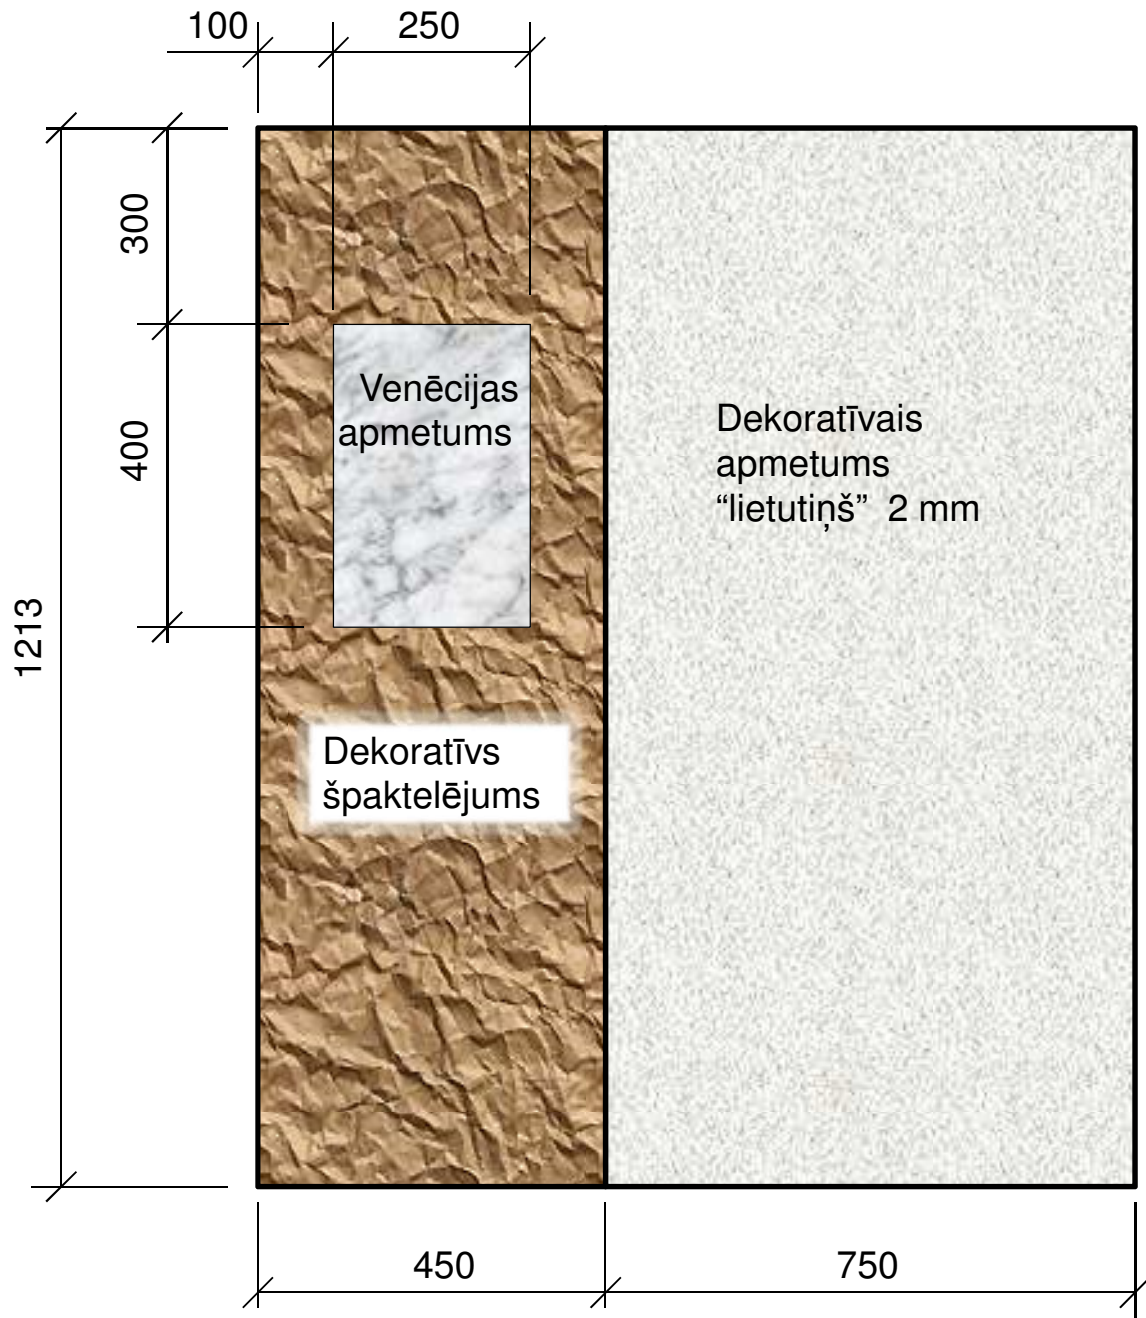 100
250
300
400
1213
Venēcijas
apmetums
Dekoratīvais
apmetums
“lietutiņš”  2 mm
Dekoratīvs
špaktelējums
450
750